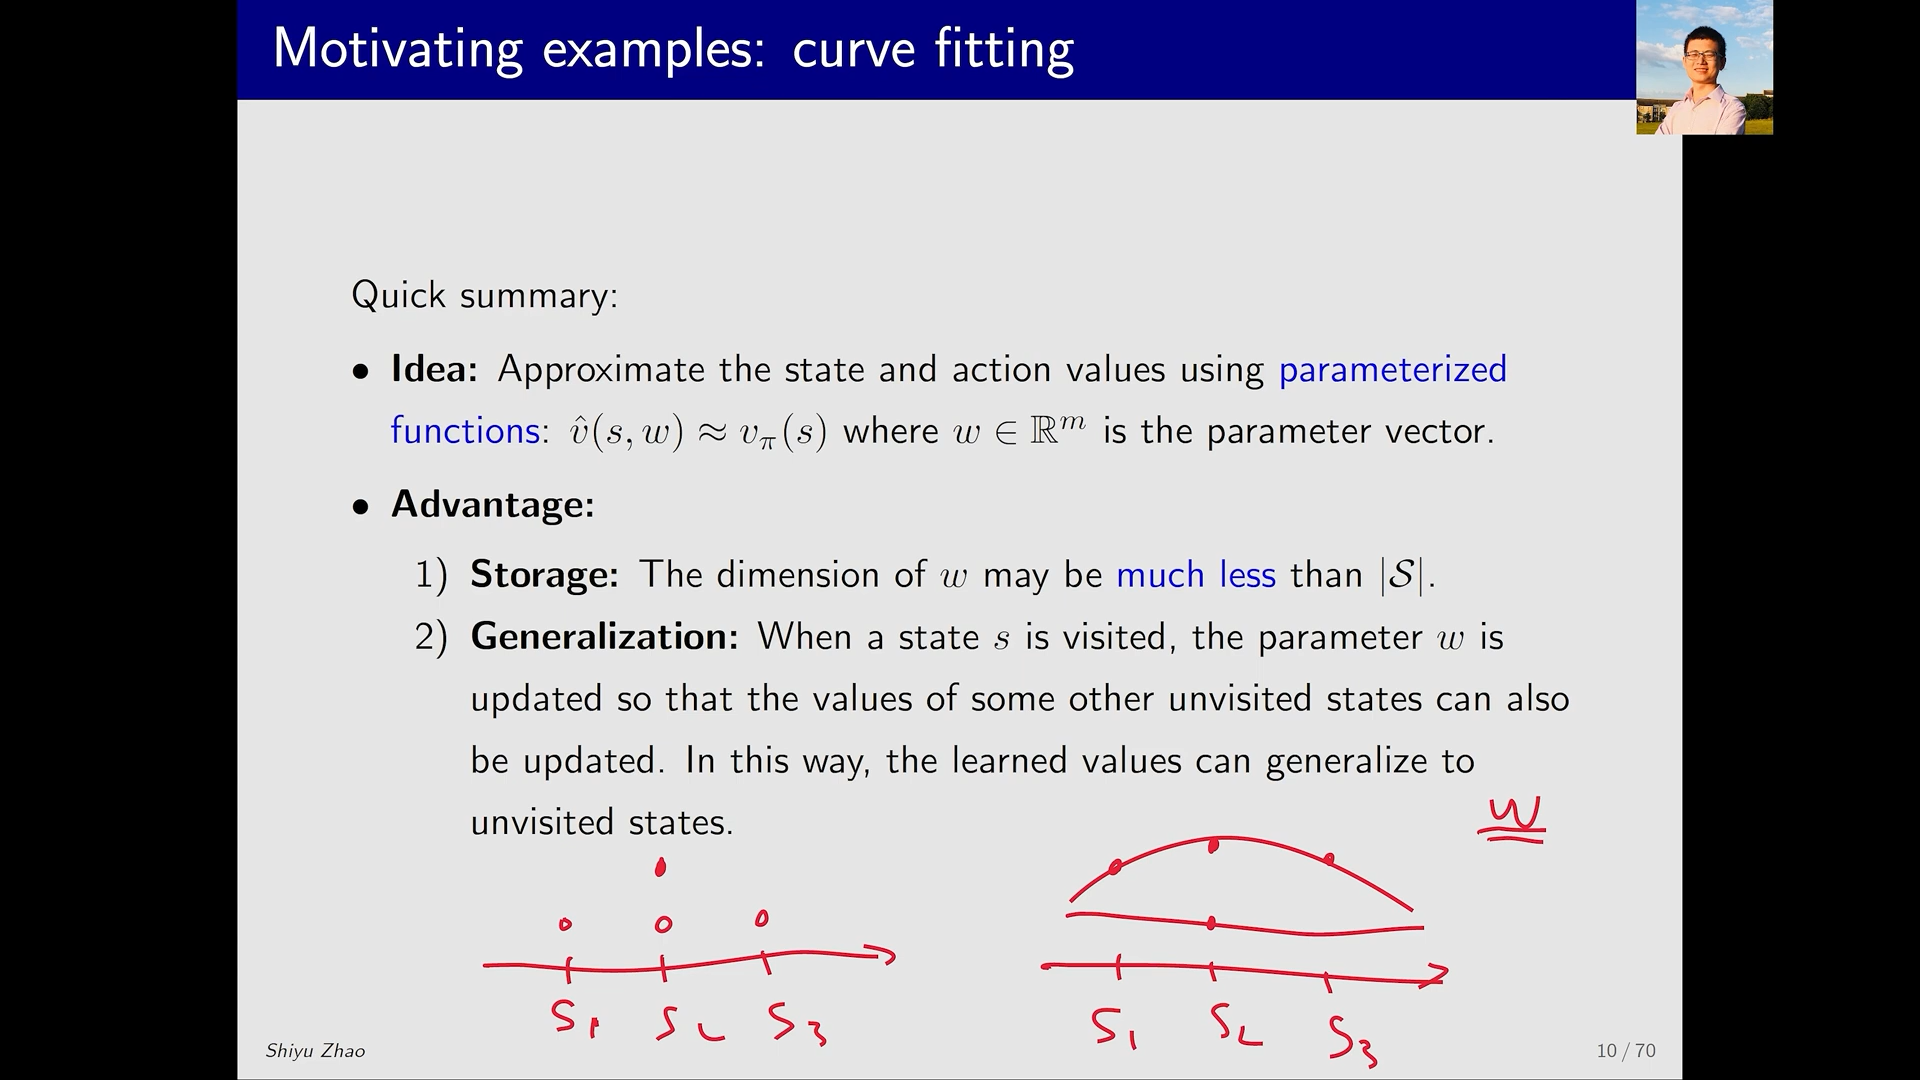 Motivating examples: curve fitting
Quick summary:
• Idea: Approximate the state and action values using parameterized
functions: v̂(s, w) ≈ vπ(s) where w ∈ ℝᵐ is the parameter vector.
• Advantage:
1) Storage: The dimension of w may be much less than |𝒮|.
2) Generalization: When a state s is visited, the parameter w is
updated so that the values of some other unvisited states can also
be updated. In this way, the learned values can generalize to
unvisited states.
w
S1 S2 S3
S1 S2 S3
Shiyu Zhao
10 / 70